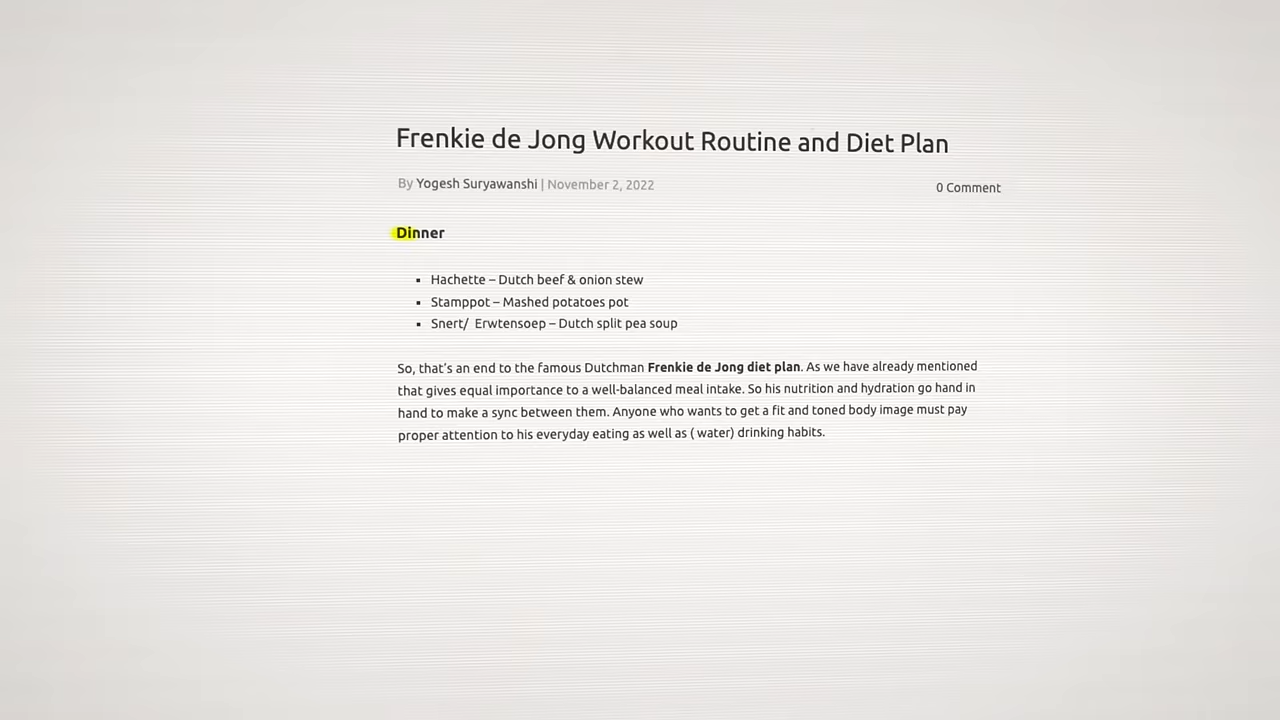 Frenkie de Jong Workout Routine and Diet Plan
By Yogesh Suryawanshi | November 2, 2022
0 Comment
Dinner
▪ Hachette – Dutch beef & onion stew
▪ Stamppot – Mashed potatoes pot
▪ Snert/ Erwtensoep – Dutch split pea soup
So, that's an end to the famous Dutchman Frenkie de Jong diet plan. As we have already mentioned
that gives equal importance to a well-balanced meal intake. So his nutrition and hydration go hand in
hand to make a sync between them. Anyone who wants to get a fit and toned body image must pay
proper attention to his everyday eating as well as ( water) drinking habits.